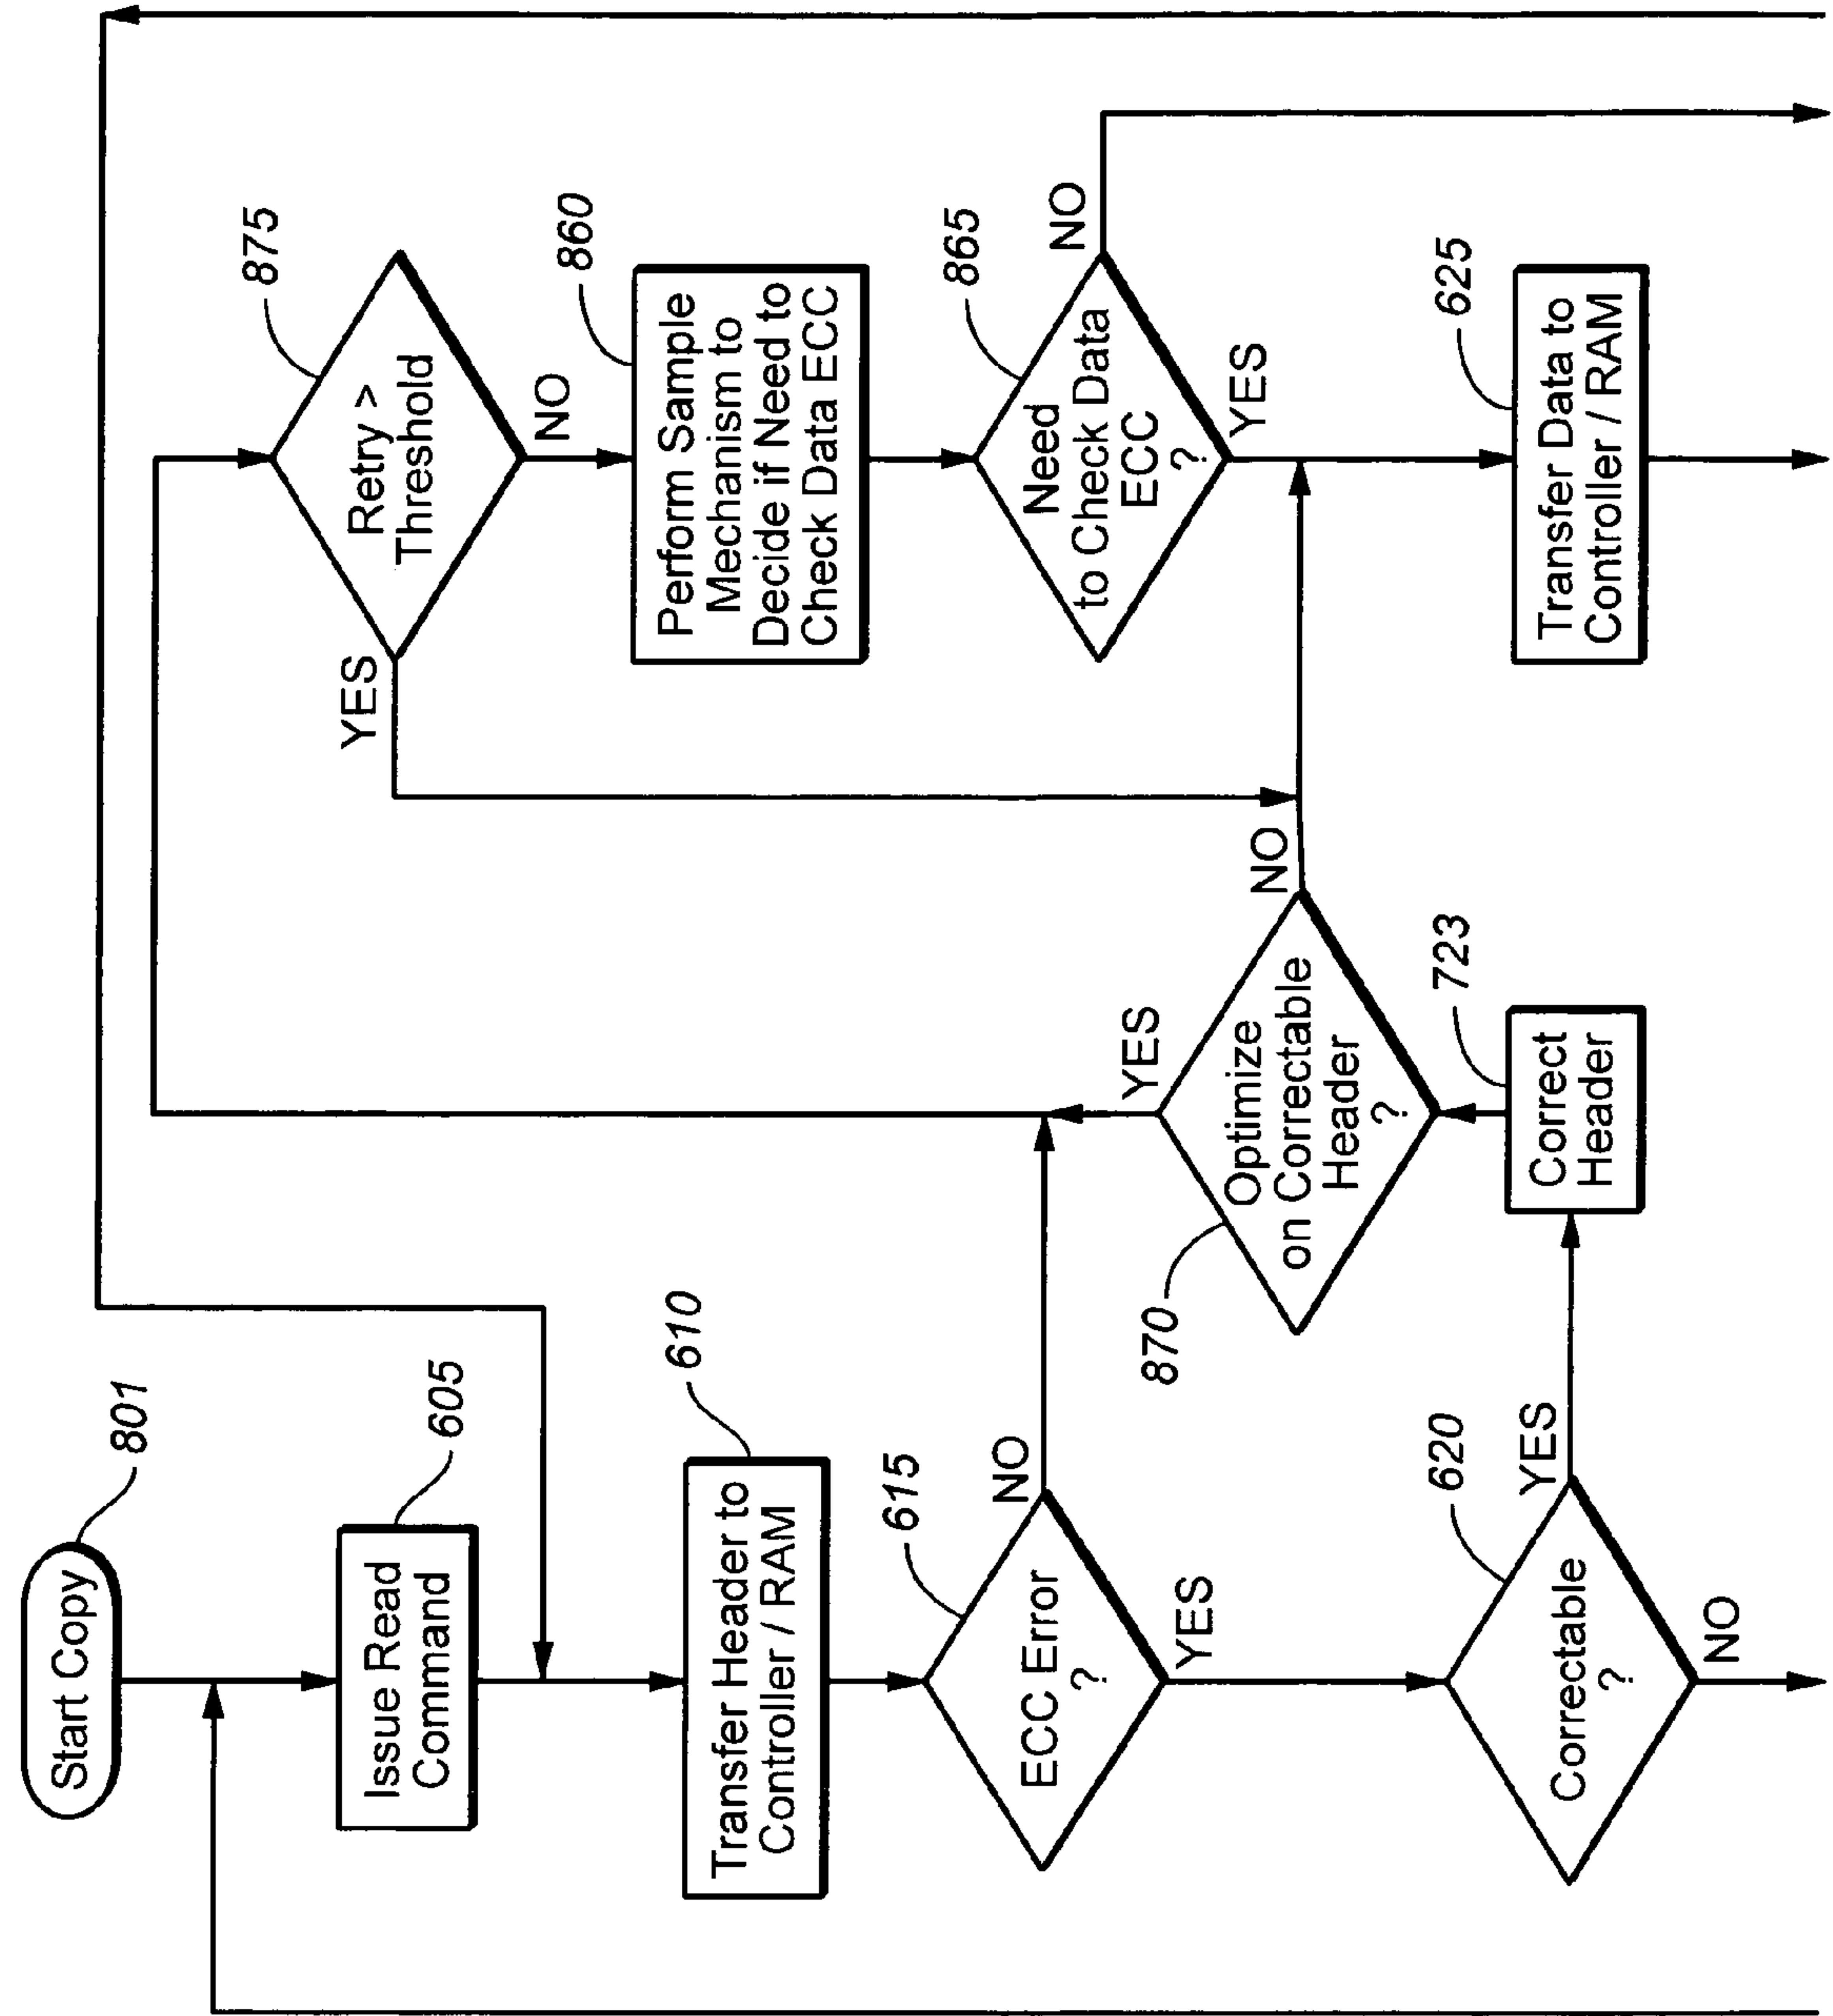 Start Copy
801
Issue Read
Command
605
Transfer Header to
Controller / RAM
610
ECC Error
?
615
NO
YES
Correctable
?
620
YES
NO
Correct
Header
723
Optimize
on Correctable
Header
?
870
YES
NO
Retry >
Threshold
875
YES
NO
Perform Sample
Mechanism to
Decide if Need to
Check Data ECC
860
Need
to Check Data
ECC
?
865
NO
YES
Transfer Data to
Controller / RAM
625